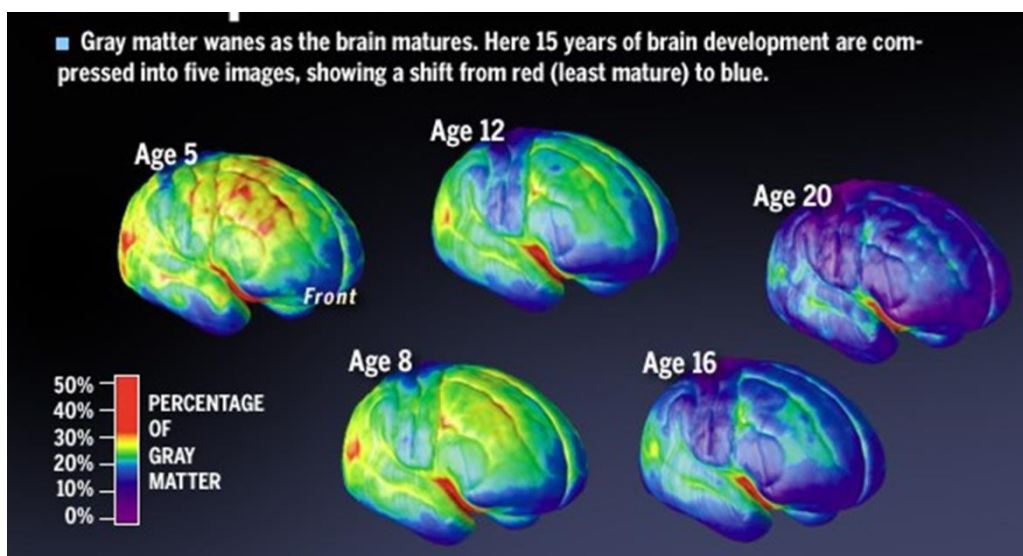 Gray matter wanes as the brain matures. Here 15 years of brain development are com-
pressed into five images, showing a shift from red (least mature) to blue.
Age 5
Age 12
Age 20
Front
Age 8
Age 16
50%
40%
30%
20%
10%
0%
PERCENTAGE
OF
GRAY
MATTER